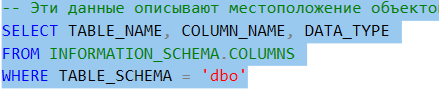 -- Эти данные описывают местоположение объекто
SELECT TABLE_NAME, COLUMN_NAME, DATA_TYPE
FROM INFORMATION_SCHEMA.COLUMNS
WHERE TABLE_SCHEMA = 'dbo'